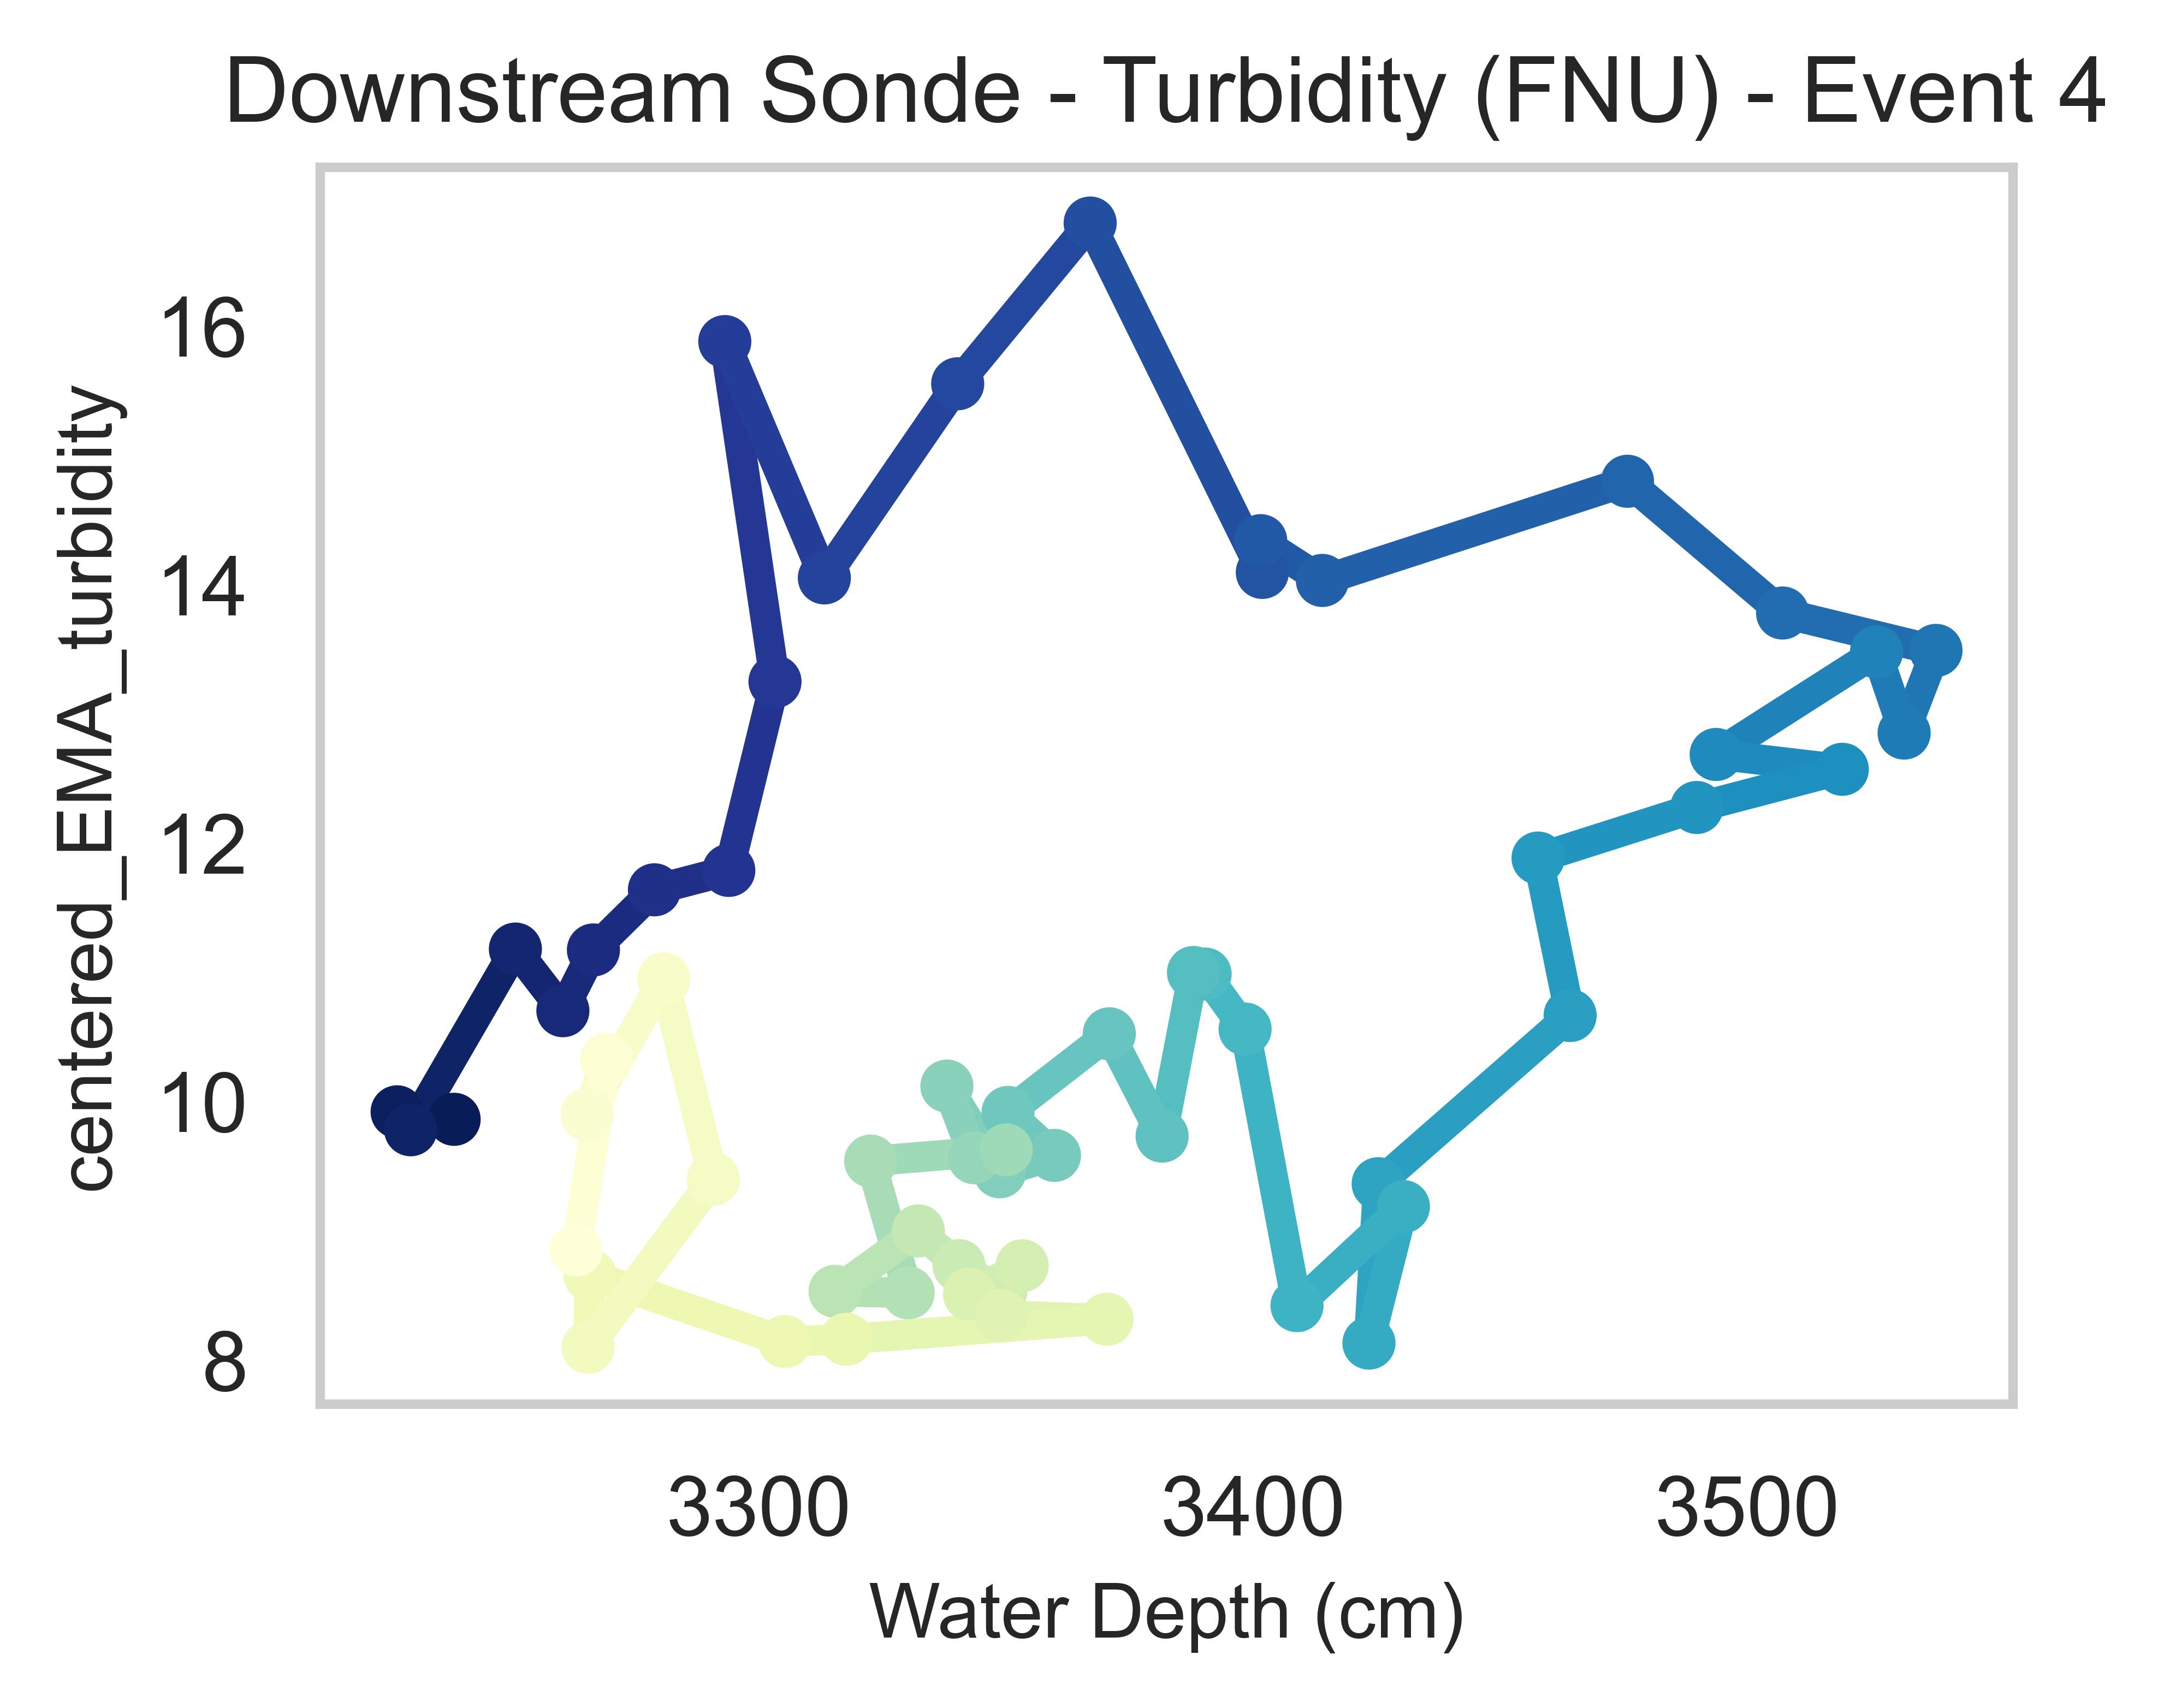 Downstream Sonde - Turbidity (FNU) - Event 4
centered_EMA_turbidity
16
14
12
10
8
3300 3400 3500
Water Depth (cm)